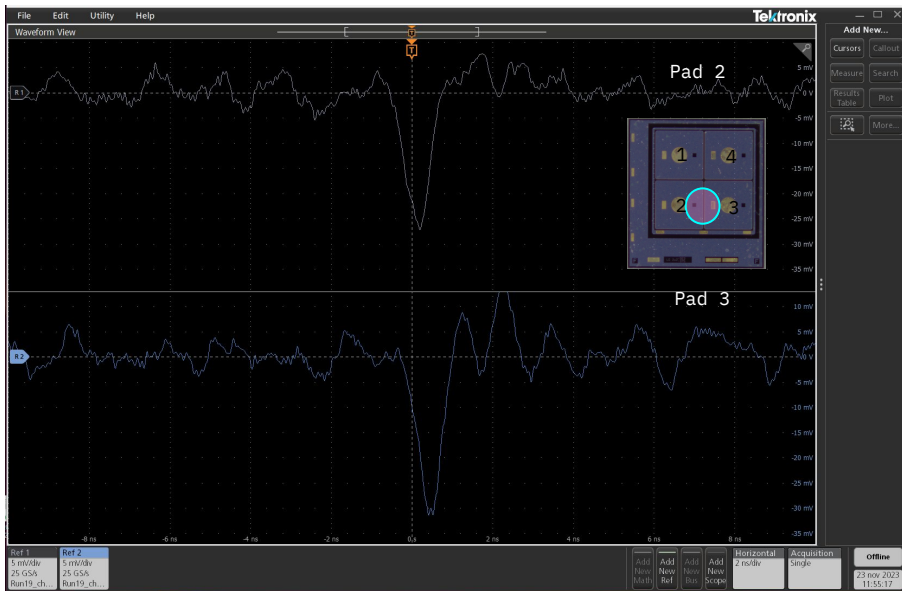 File Edit Utility Help
Tektronix
Waveform View
Add New...
Cursors Callout
Measure Search
Results Table Plot
More...
T
T
R 1
Pad 2
5 mV
0 V
-5 mV
-10 mV
-15 mV
-20 mV
-25 mV
-30 mV
-35 mV
1 4
2 3
Pad 3
R 2
10 mV
5 mV
0 V
-5 mV
-10 mV
-15 mV
-20 mV
-25 mV
-30 mV
-35 mV
-8 ns -6 ns -4 ns -2 ns 0 s 2 ns 4 ns 6 ns 8 ns
Ref 1
5 mV/div
25 GS/s
Run19_ch...
Ref 2
5 mV/div
25 GS/s
Run19_ch...
Add New Math
Add New Ref
Add New Bus
Add New Scope
Horizontal
2 ns/div
Acquisition
Single
Offline
23 nov 2023
11:55:17